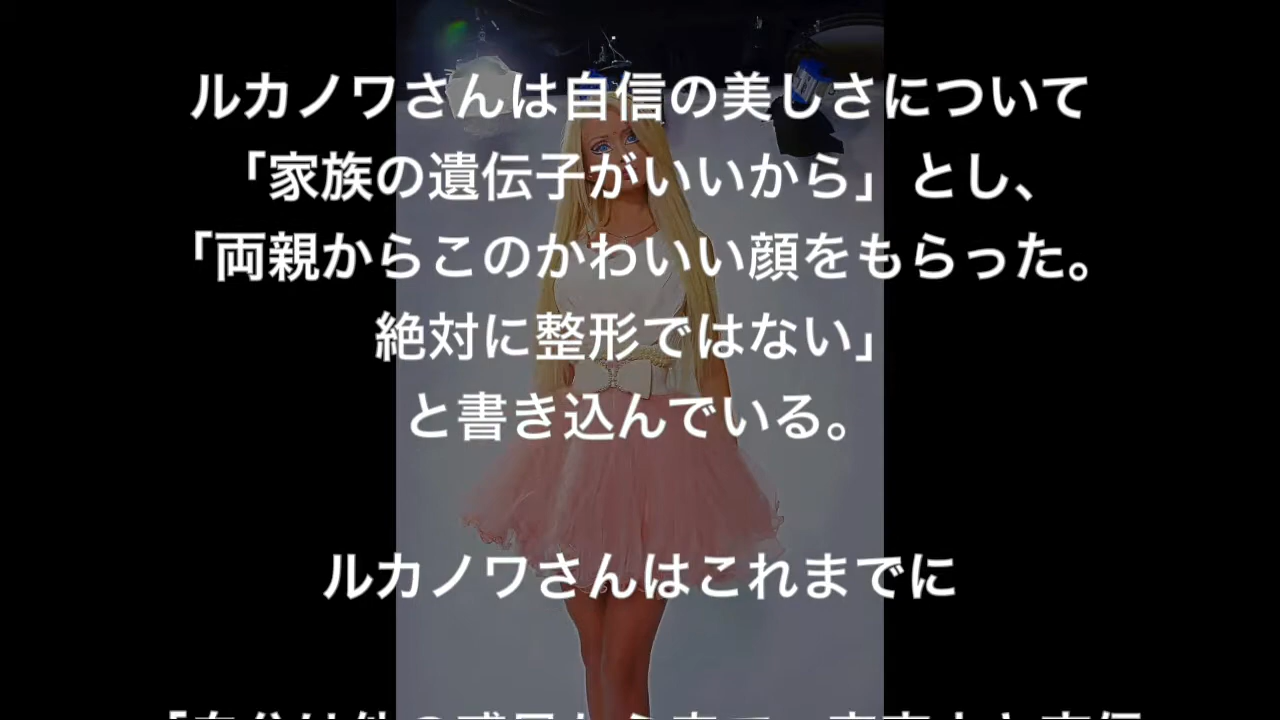 ルカノワさんは自信の美しさについて
「家族の遺伝子がいいから」とし、
「両親からこのかわいい顔をもらった。
絶対に整形ではない」
と書き込んでいる。
ルカノワさんはこれまでに